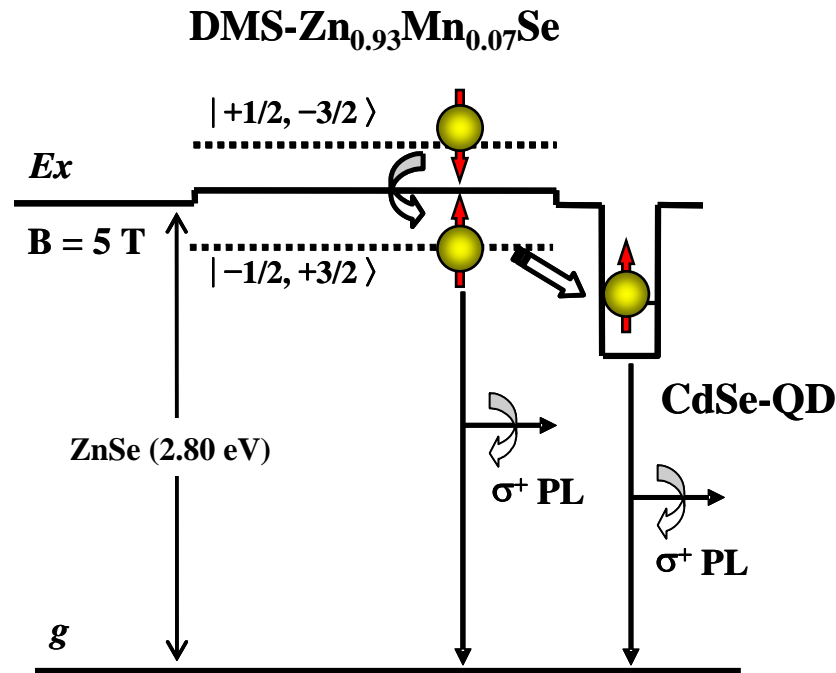 DMS-Zn₀.₉₃Mn₀.₀₇Se
| +1/2, −3/2 ⟩
Ex
B = 5 T
| −1/2, +3/2 ⟩
CdSe-QD
ZnSe (2.80 eV)
σ⁺ PL
σ⁺ PL
g